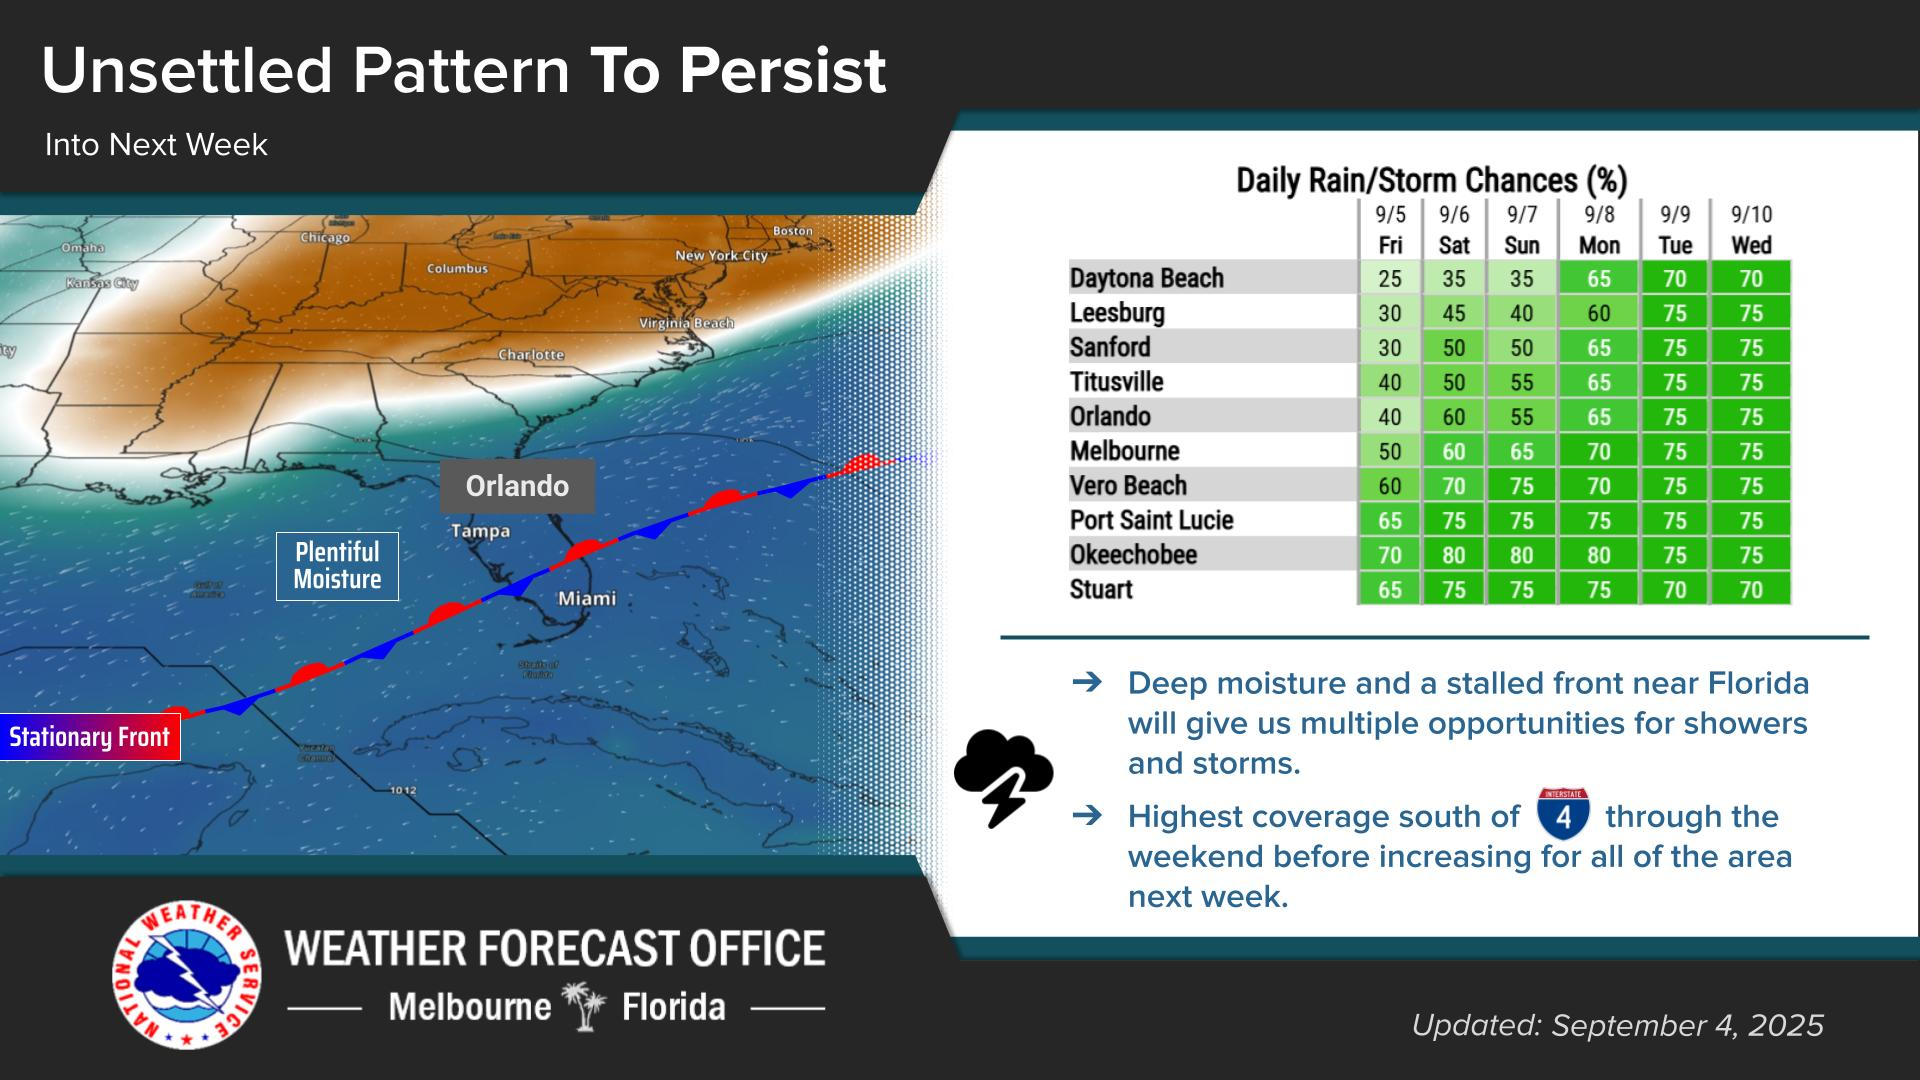 Unsettled Pattern To Persist
Into Next Week
Omaha
Chicago
Boston
Kansas City
Columbus
New York City
Virginia Beach
Charlotte
Orlando
Tampa
Plentiful
Moisture
Gulf of
America
Miami
Straits of
Florida
Stationary Front
Yucatan
Channel
1012
Daily Rain/Storm Chances (%)
9/5 9/6 9/7 9/8 9/9 9/10
Fri Sat Sun Mon Tue Wed
Daytona Beach 25 35 35 65 70 70
Leesburg 30 45 40 60 75 75
Sanford 30 50 50 65 75 75
Titusville 40 50 55 65 75 75
Orlando 40 60 55 65 75 75
Melbourne 50 60 65 70 75 75
Vero Beach 60 70 75 70 75 75
Port Saint Lucie 65 75 75 75 75 75
Okeechobee 70 80 80 80 75 75
Stuart 65 75 75 75 70 70
➔ Deep moisture and a stalled front near Florida
will give us multiple opportunities for showers
and storms.
➔ Highest coverage south of INTERSTATE 4 through the
weekend before increasing for all of the area
next week.
NATIONAL WEATHER SERVICE
WEATHER FORECAST OFFICE
Melbourne Florida
Updated: September 4, 2025